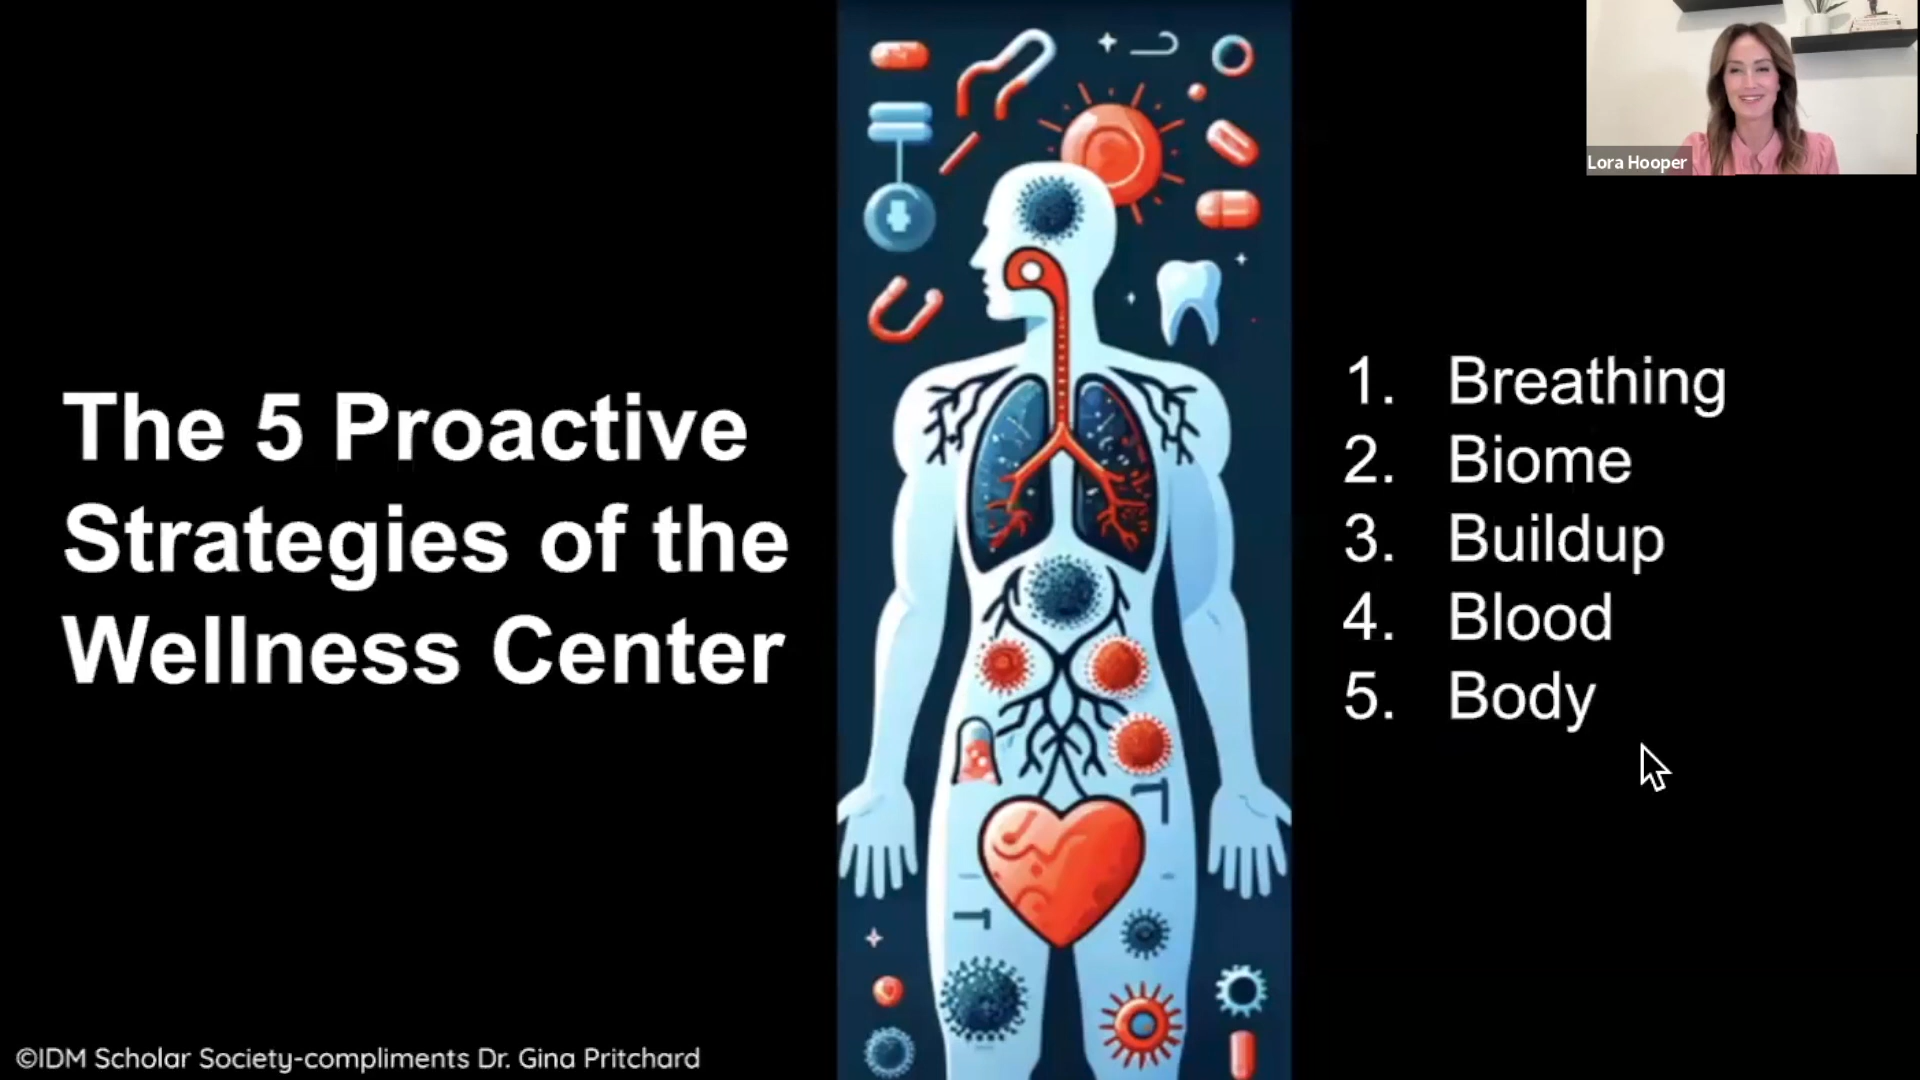 Lora Hooper
The 5 Proactive
Strategies of the
Wellness Center
1. Breathing
2. Biome
3. Buildup
4. Blood
5. Body
©IDM Scholar Society-compliments Dr. Gina Pritchard